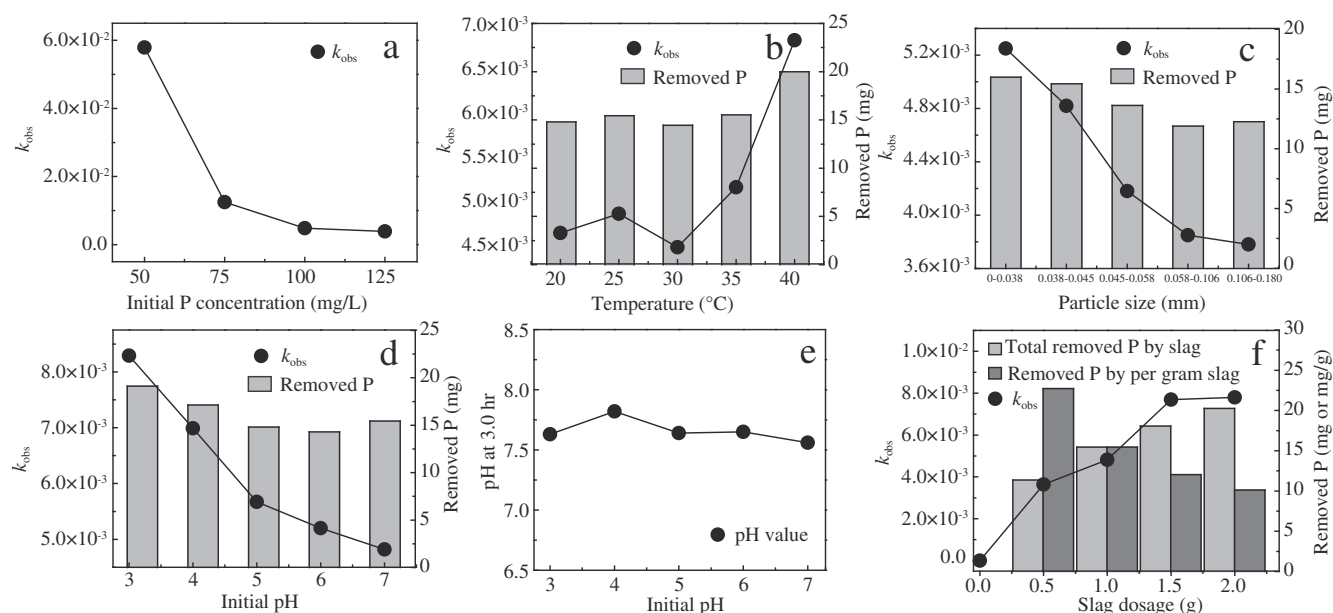 a
k_obs
6.0×10^-2
6.0×10^-2
2.0×10^-2
0.0
k_obs
50 75 100 125
Initial P concentration (mg/L)
b
k_obs
Removed P
7.0×10^-3
6.5×10^-3
6.0×10^-3
5.5×10^-3
5.0×10^-3
4.5×10^-3
k_obs
25
20
15
10
5
0
Removed P (mg)
20 25 30 35 40
Temperature (°C)
c
k_obs
Removed P
5.2×10^-3
4.8×10^-3
4.0×10^-3
4.0×10^-3
3.6×10^-3
k_obs
20
15
10
5
0
Removed P (mg)
0-0.038 0.038-0.045 0.045-0.058 0.058-0.106 0.106-0.180
Particle size (mm)
d
k_obs
Removed P
8.0×10^-3
7.0×10^-3
6.0×10^-3
5.0×10^-3
k_obs
25
20
15
10
5
0
Removed P (mg)
3 4 5 6 7
Initial pH
e
8.5
8.0
7.5
7.0
6.5
pH at 3.0 hr
pH value
3 4 5 6 7
Initial pH
f
Total removed P by slag
Removed P by per gram slag
k_obs
1.0×10^-2
8.0×10^-3
6.0×10^-3
4.0×10^-3
2.0×10^-3
0.0
k_obs
30
25
20
15
10
5
0
Removed P (mg or mg/g)
0.0 0.5 1.0 1.5 2.0
Slag dosage (g)